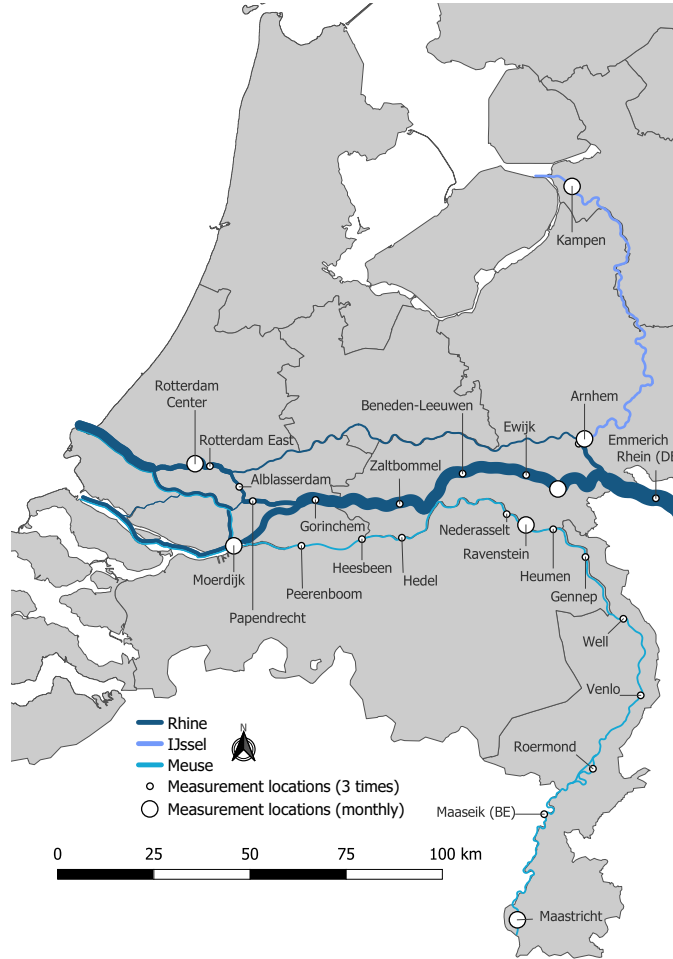 Kampen
Rotterdam
Center
Rotterdam East
Beneden-Leeuwen
Arnhem
Ewijk
Emmerich
Rhein (DE
Alblasserdam
Zaltbommel
Gorinchem
Nederasselt
Ravenstein
Moerdijk
Heesbeen
Hedel
Heumen
Peerenboom
Gennep
Papendrecht
Well
Venlo
Roermond
Maaseik (BE)
Maastricht
N
Rhine
IJssel
Meuse
Measurement locations (3 times)
Measurement locations (monthly)
0 25 50 75 100 km